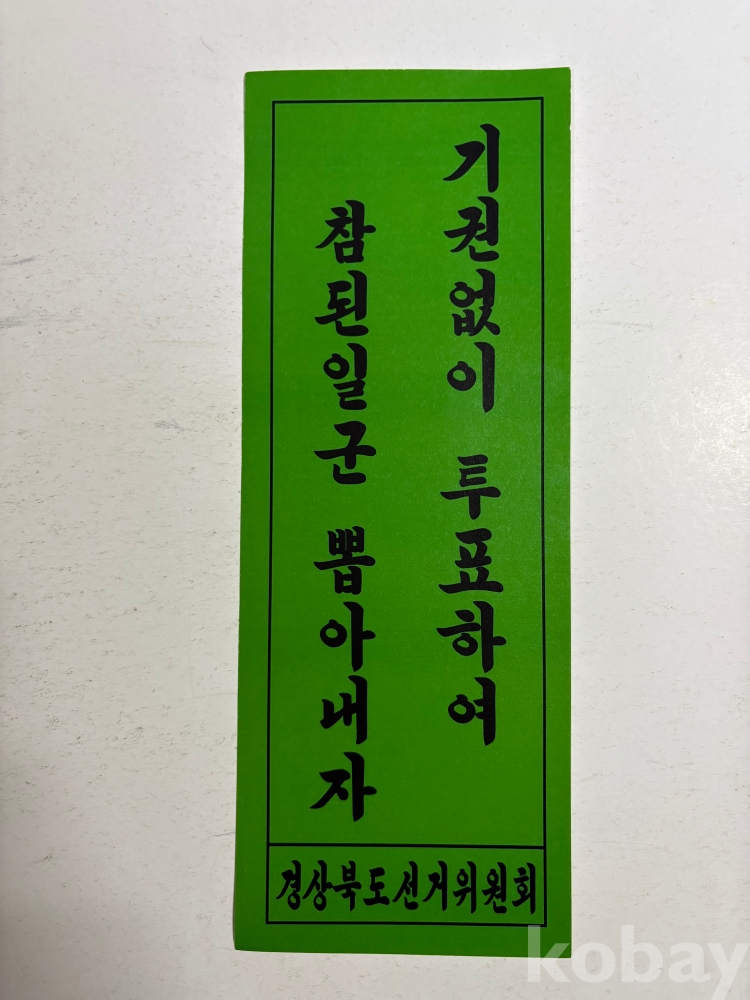 기권없이 투표하여
참된일군 뽑아내자
경상북도선거위원회
kobay